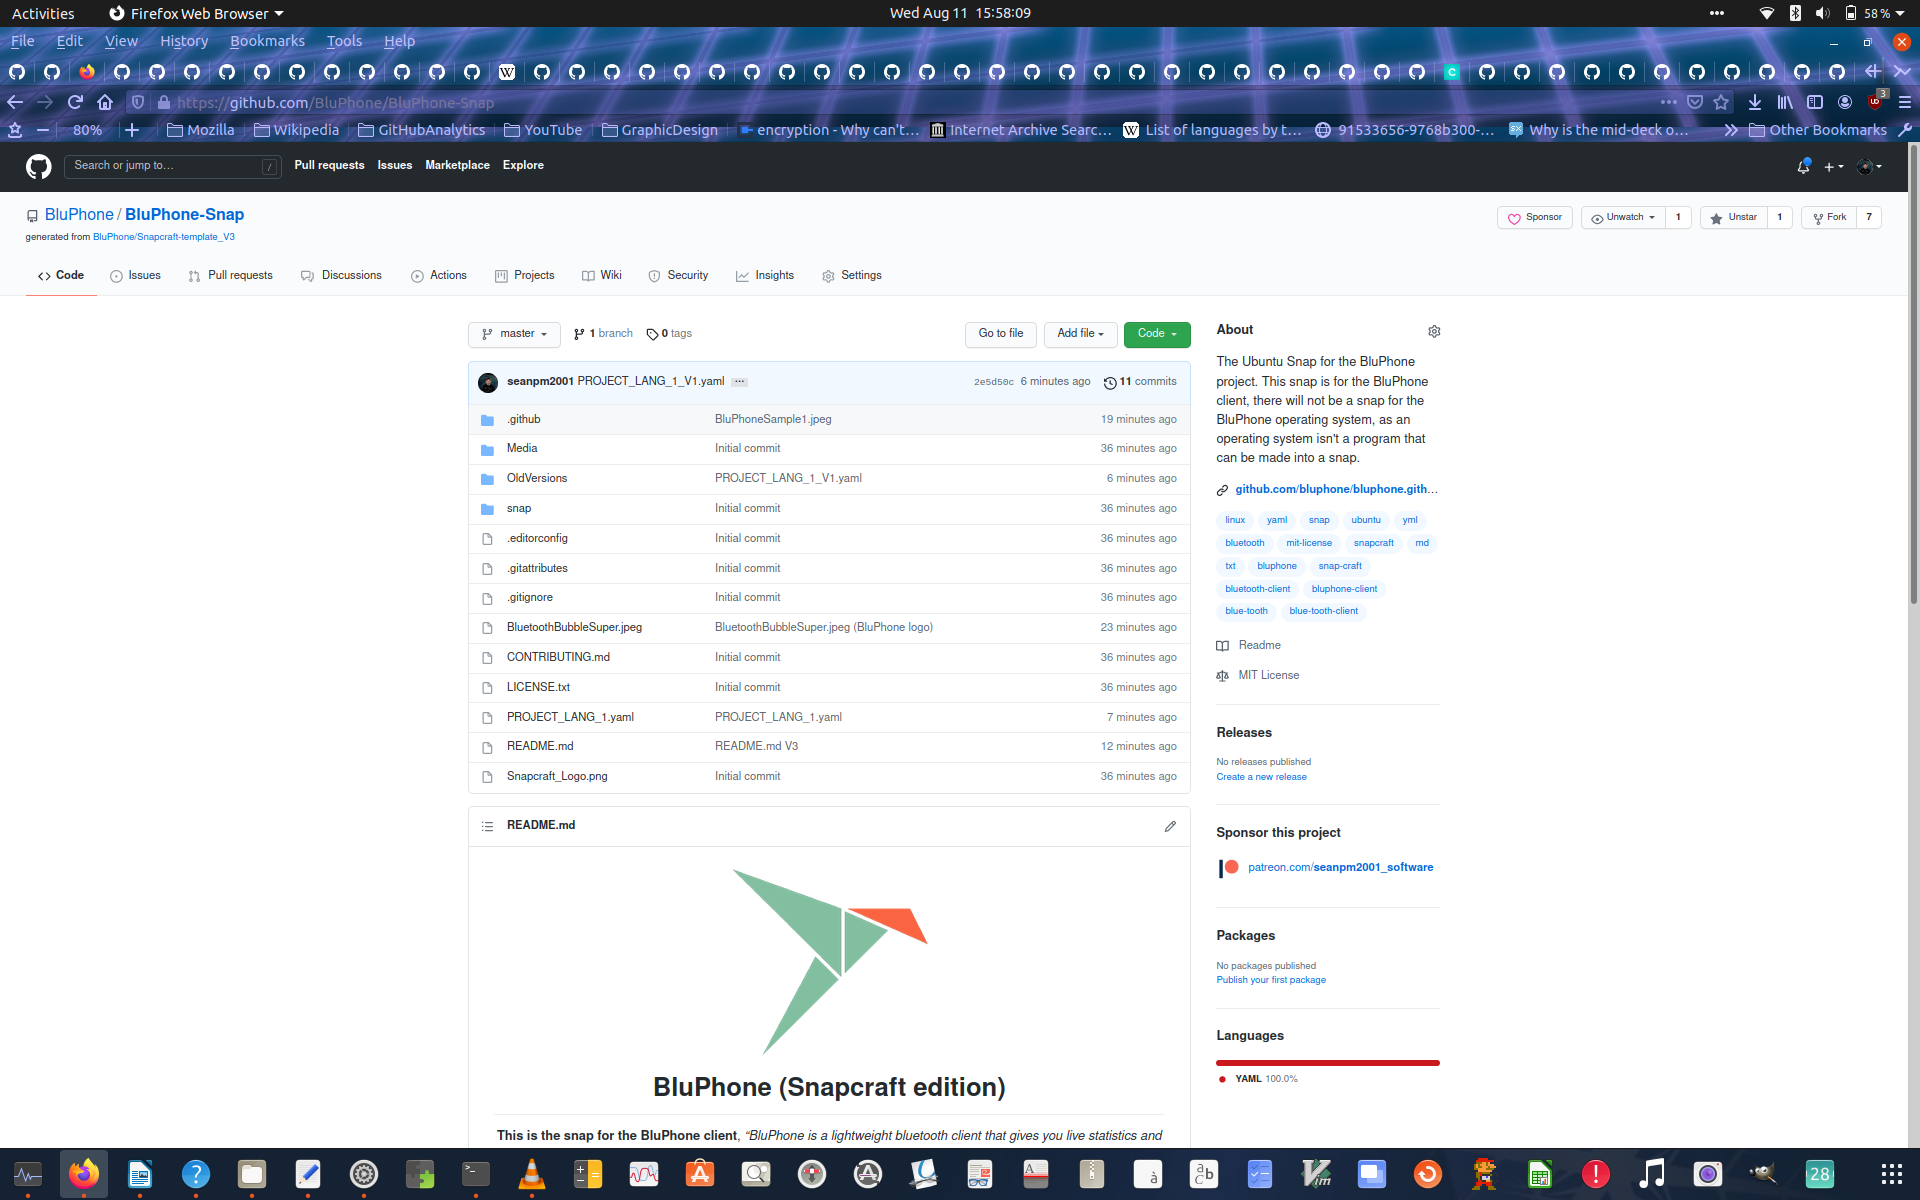 Activities
Firefox Web Browser
Wed Aug 11  15:58:09
58 %
File Edit View History Bookmarks Tools Help
https://github.com/BluPhone/BluPhone-Snap
3
80%
Mozilla
Wikipedia
GitHubAnalytics
YouTube
GraphicDesign
encryption - Why can't…
Internet Archive Searc…
List of languages by t…
91533656-9768b300-…
Why is the mid-deck o…
Other Bookmarks
Search or jump to…
/
Pull requests Issues Marketplace Explore
BluPhone / BluPhone-Snap
generated from BluPhone/Snapcraft-template_V3
Sponsor
Unwatch 1
Unstar 1
Fork 7
Code
Issues
Pull requests
Discussions
Actions
Projects
Wiki
Security
Insights
Settings
master
1 branch
0 tags
Go to file
Add file
Code
seanpm2001 PROJECT_LANG_1_V1.yaml …
2e5d50c 6 minutes ago
11 commits
.github BluPhoneSample1.jpeg 19 minutes ago
Media Initial commit 36 minutes ago
OldVersions PROJECT_LANG_1_V1.yaml 6 minutes ago
snap Initial commit 36 minutes ago
.editorconfig Initial commit 36 minutes ago
.gitattributes Initial commit 36 minutes ago
.gitignore Initial commit 36 minutes ago
BluetoothBubbleSuper.jpeg BluetoothBubbleSuper.jpeg (BluPhone logo) 23 minutes ago
CONTRIBUTING.md Initial commit 36 minutes ago
LICENSE.txt Initial commit 36 minutes ago
PROJECT_LANG_1.yaml PROJECT_LANG_1.yaml 7 minutes ago
README.md README.md V3 12 minutes ago
Snapcraft_Logo.png Initial commit 36 minutes ago
README.md
BluPhone (Snapcraft edition)
This is the snap for the BluPhone client, “BluPhone is a lightweight bluetooth client that gives you live statistics and
About
The Ubuntu Snap for the BluPhone
project. This snap is for the BluPhone
client, there will not be a snap for the
BluPhone operating system, as an
operating system isn't a program that
can be made into a snap.
github.com/bluphone/bluphone.gith…
linux yaml snap ubuntu yml
bluetooth mit-license snapcraft md
txt bluphone snap-craft
bluetooth-client bluphone-client
blue-tooth blue-tooth-client
Readme
MIT License
Releases
No releases published
Create a new release
Sponsor this project
patreon.com/seanpm2001_software
Packages
No packages published
Publish your first package
Languages
YAML 100.0%
28